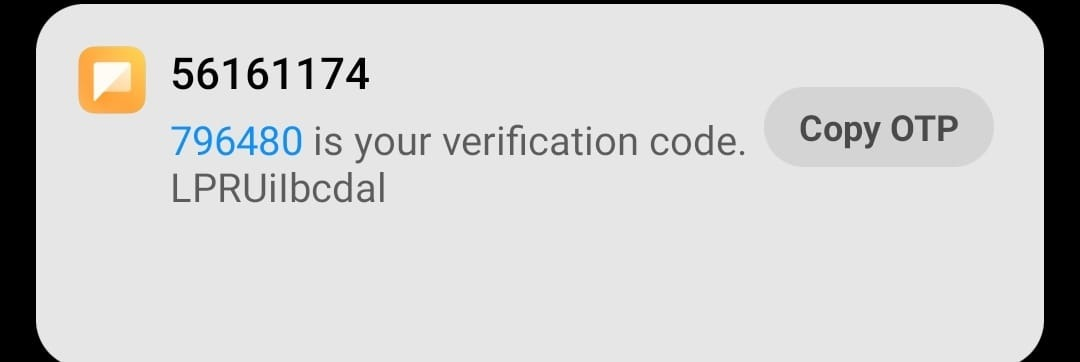 56161174
796480 is your verification code.
LPRUiIbcdal
Copy OTP